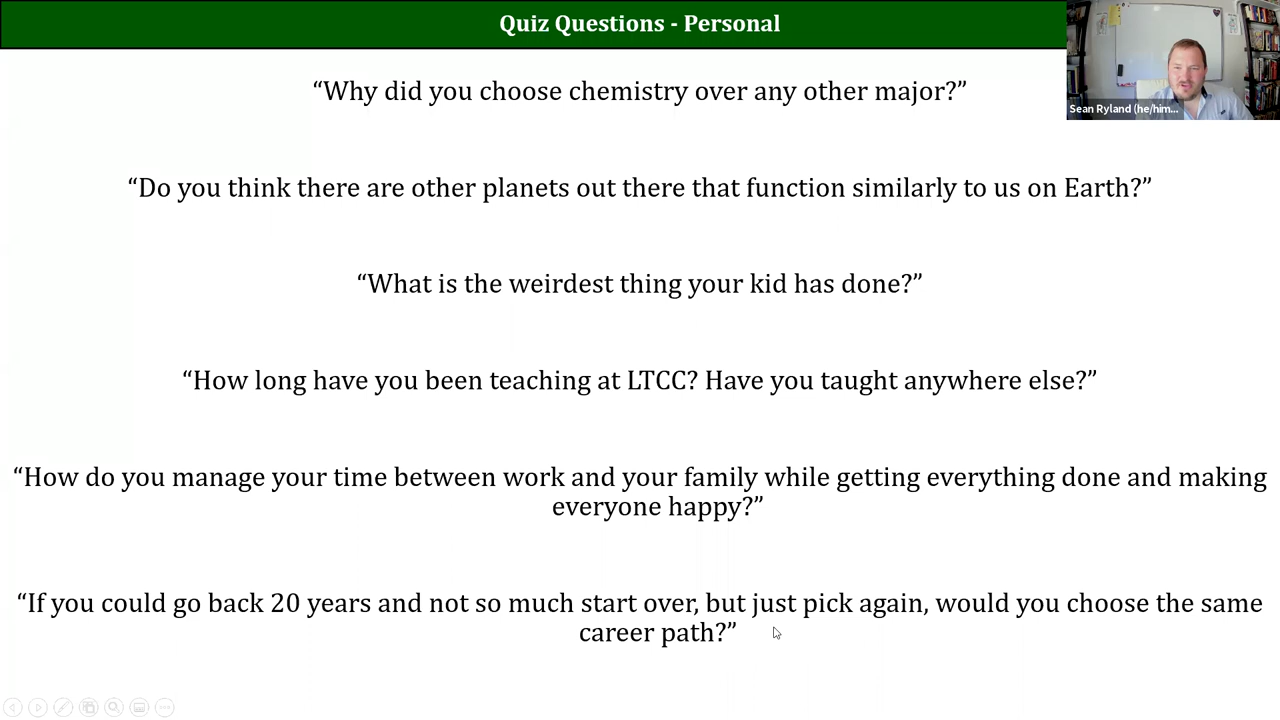 Quiz Questions - Personal
“Why did you choose chemistry over any other major?”
Sean Ryland (he/him...
“Do you think there are other planets out there that function similarly to us on Earth?”
“What is the weirdest thing your kid has done?”
“How long have you been teaching at LTCC? Have you taught anywhere else?”
“How do you manage your time between work and your family while getting everything done and making
everyone happy?”
“If you could go back 20 years and not so much start over, but just pick again, would you choose the same
career path?”